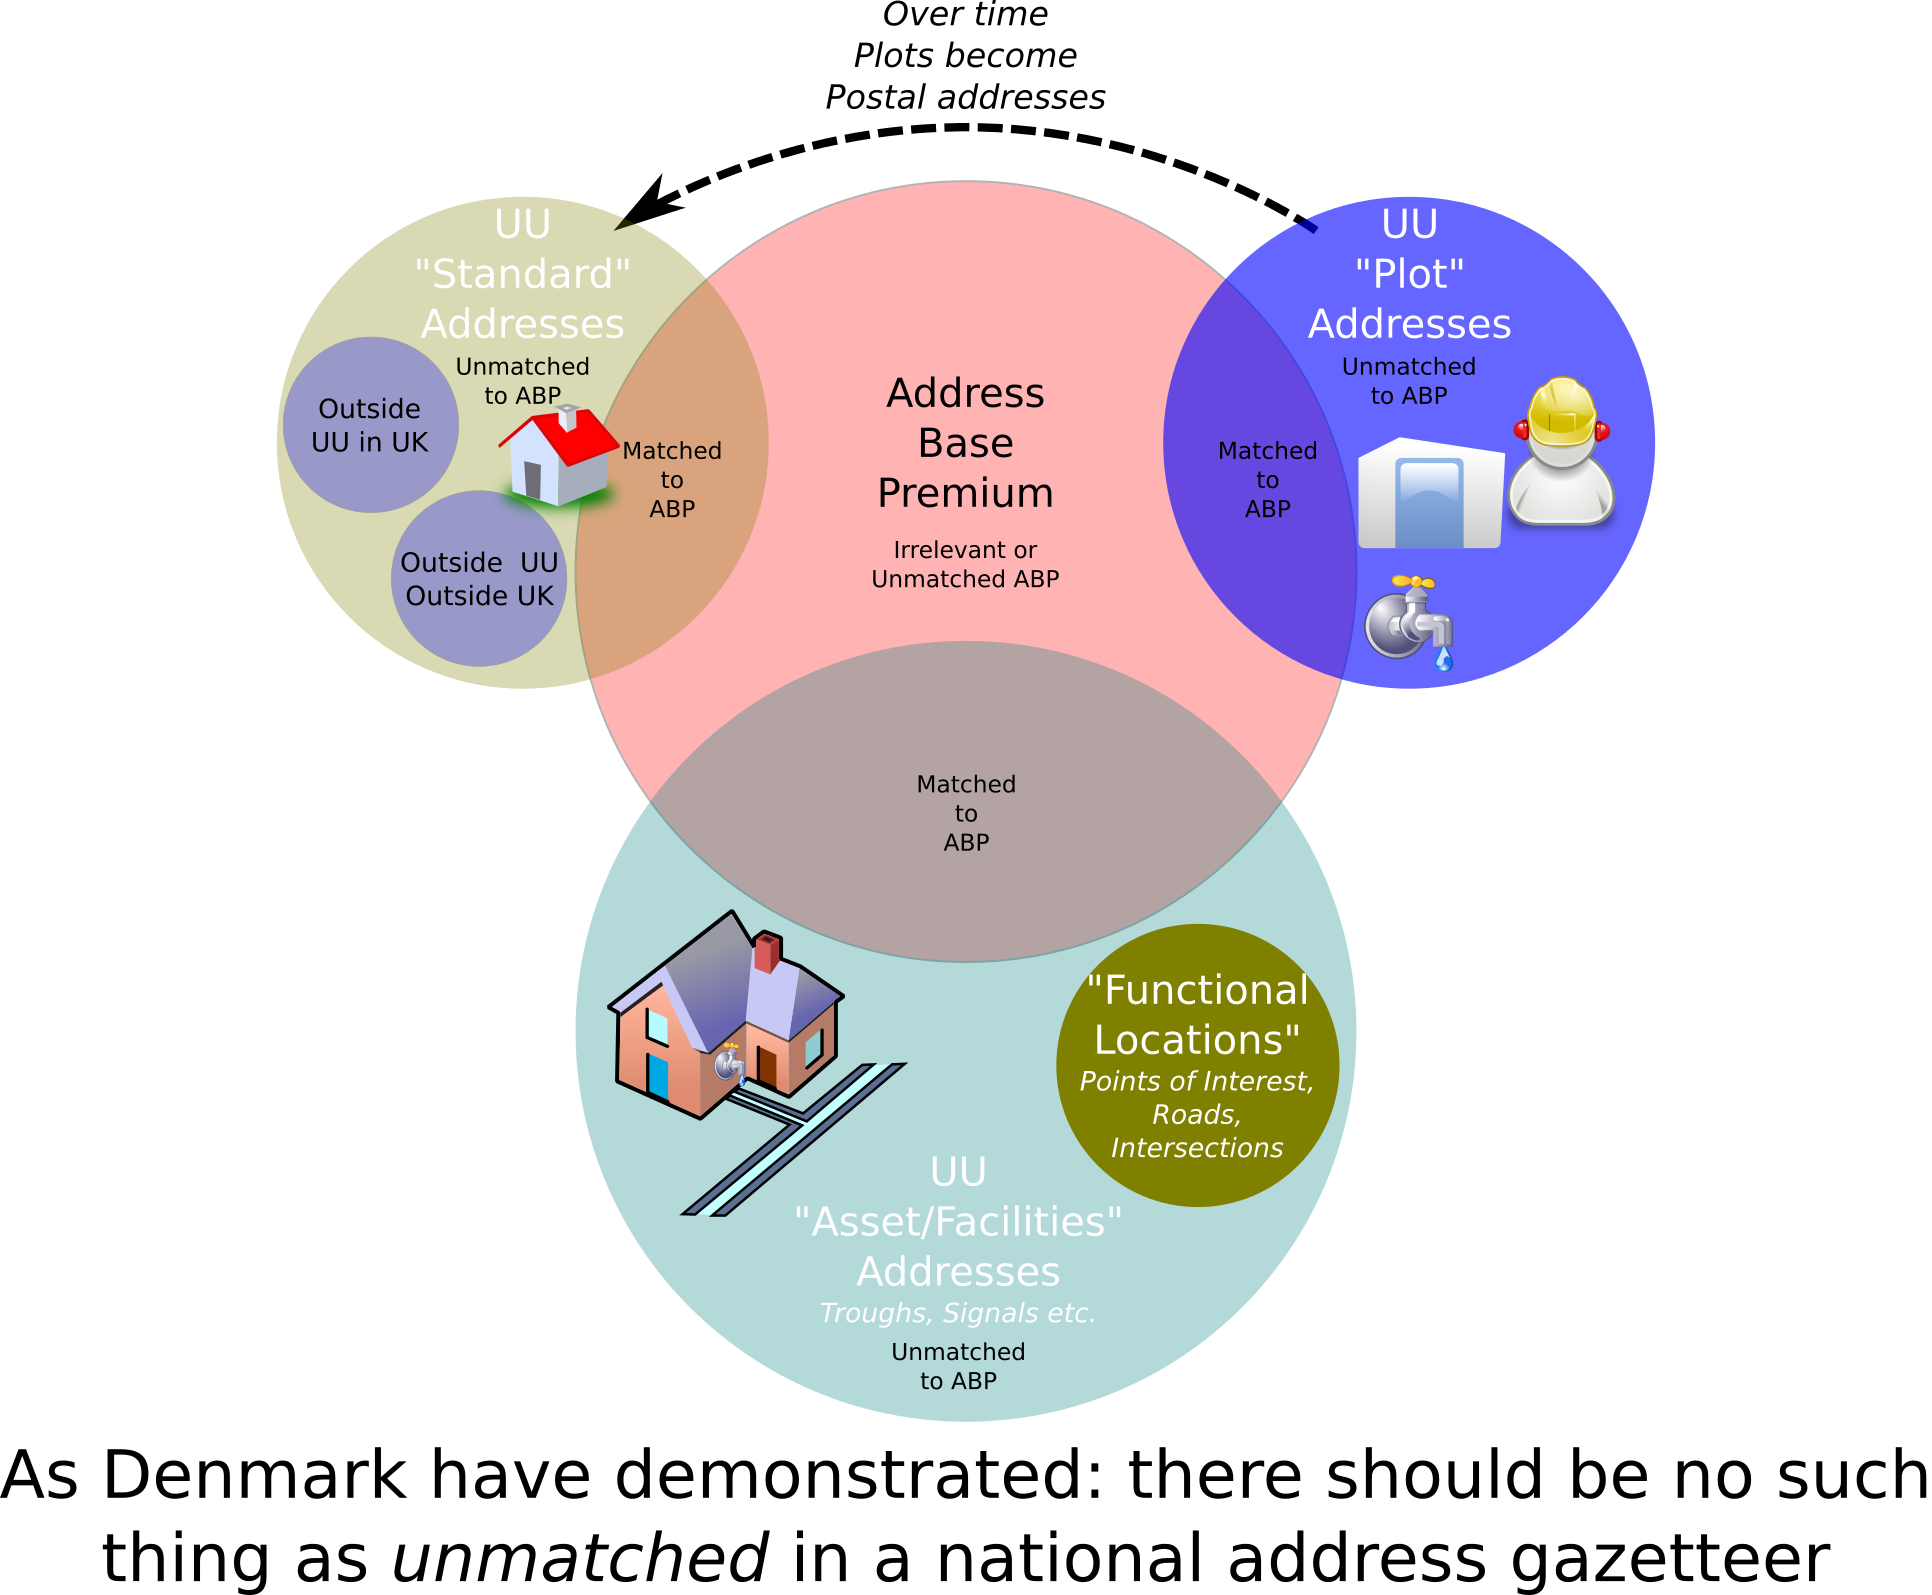 Over time
Plots become
Postal addresses
UU
"Standard"
Addresses
Unmatched
to ABP
Outside
UU in UK
Outside  UU
Outside UK
Matched
to
ABP
Address
Base
Premium
Irrelevant or
Unmatched ABP
UU
"Plot"
Addresses
Unmatched
to ABP
Matched
to
ABP
Matched
to
ABP
"Functional
Locations"
Points of Interest,
Roads,
Intersections
UU
"Asset/Facilities"
Addresses
Troughs, Signals etc.
Unmatched
to ABP
As Denmark have demonstrated: there should be no such
thing as unmatched in a national address gazetteer